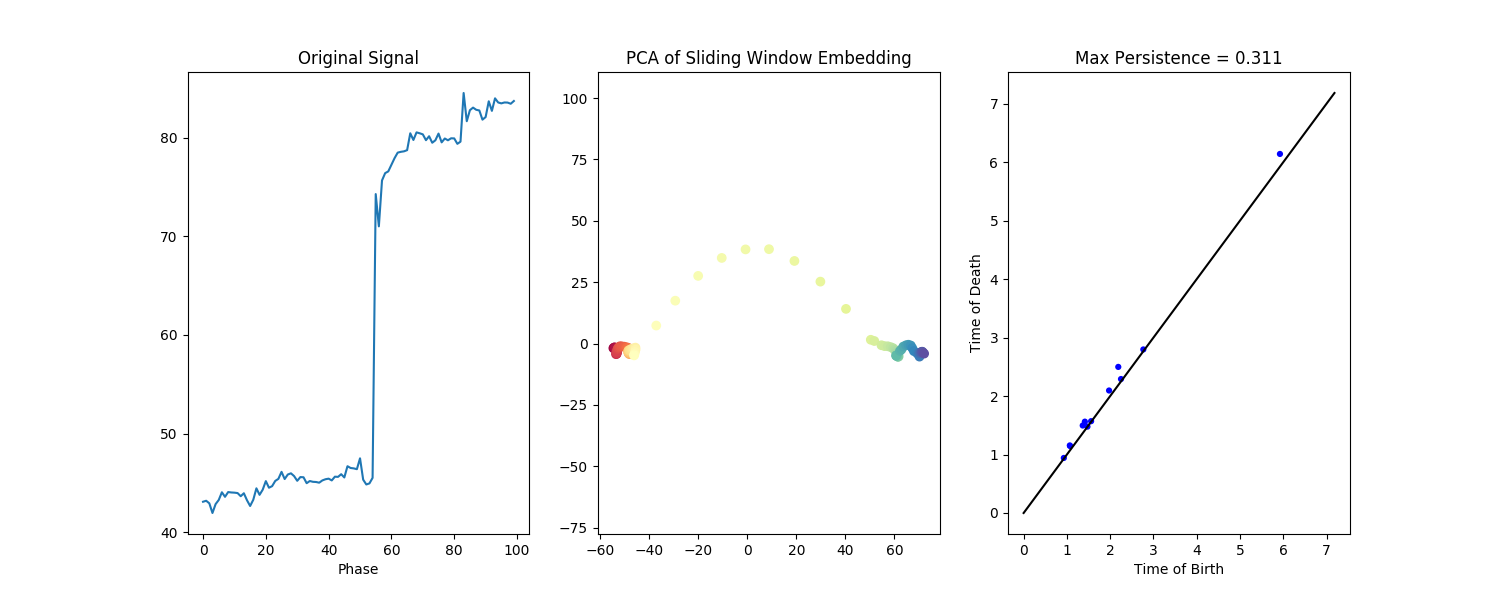 Original Signal
80
70
60
50
40
0 20 40 60 80 100
Phase
PCA of Sliding Window Embedding
100
75
50
25
0
−25
−50
−75
−60 −40 −20 0 20 40 60
Max Persistence = 0.311
Time of Death
7
6
5
4
3
2
1
0
0 1 2 3 4 5 6 7
Time of Birth